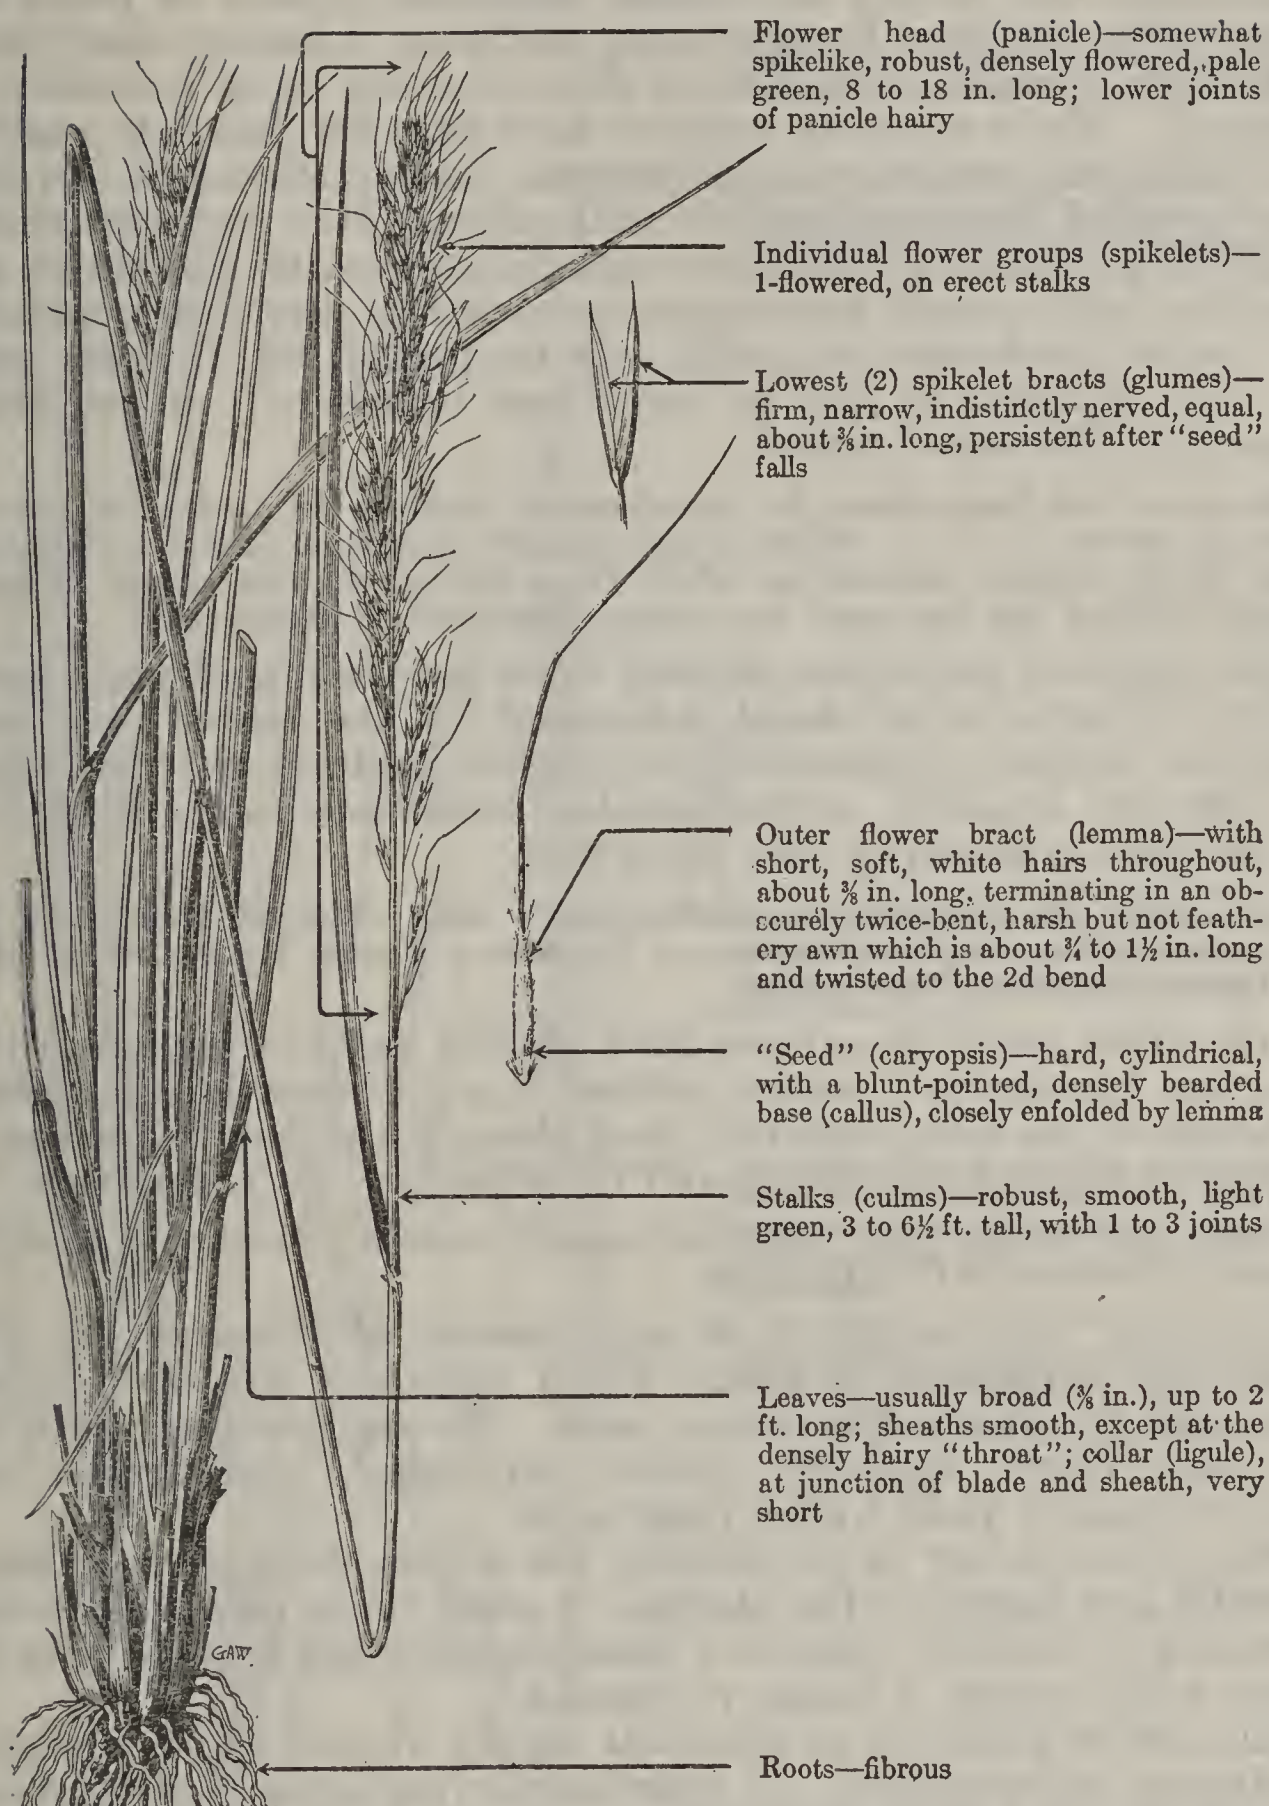 Flower head (panicle)—somewhat
spikelike, robust, densely flowered, pale
green, 8 to 18 in. long; lower joints
of panicle hairy
Individual flower groups (spikelets)—
1-flowered, on erect stalks
Lowest (2) spikelet bracts (glumes)—
firm, narrow, indistinctly nerved, equal,
about ⅜ in. long, persistent after "seed"
falls
Outer flower bract (lemma)—with
short, soft, white hairs throughout,
about ⅜ in. long, terminating in an ob-
scurely twice-bent, harsh but not feath-
ery awn which is about ¾ to 1½ in. long
and twisted to the 2d bend
"Seed" (caryopsis)—hard, cylindrical,
with a blunt-pointed, densely bearded
base (callus), closely enfolded by lemma
Stalks (culms)—robust, smooth, light
green, 3 to 6½ ft. tall, with 1 to 3 joints
Leaves—usually broad (⅜ in.), up to 2
ft. long; sheaths smooth, except at the
densely hairy "throat"; collar (ligule),
at junction of blade and sheath, very
short
GAW.
Roots—fibrous